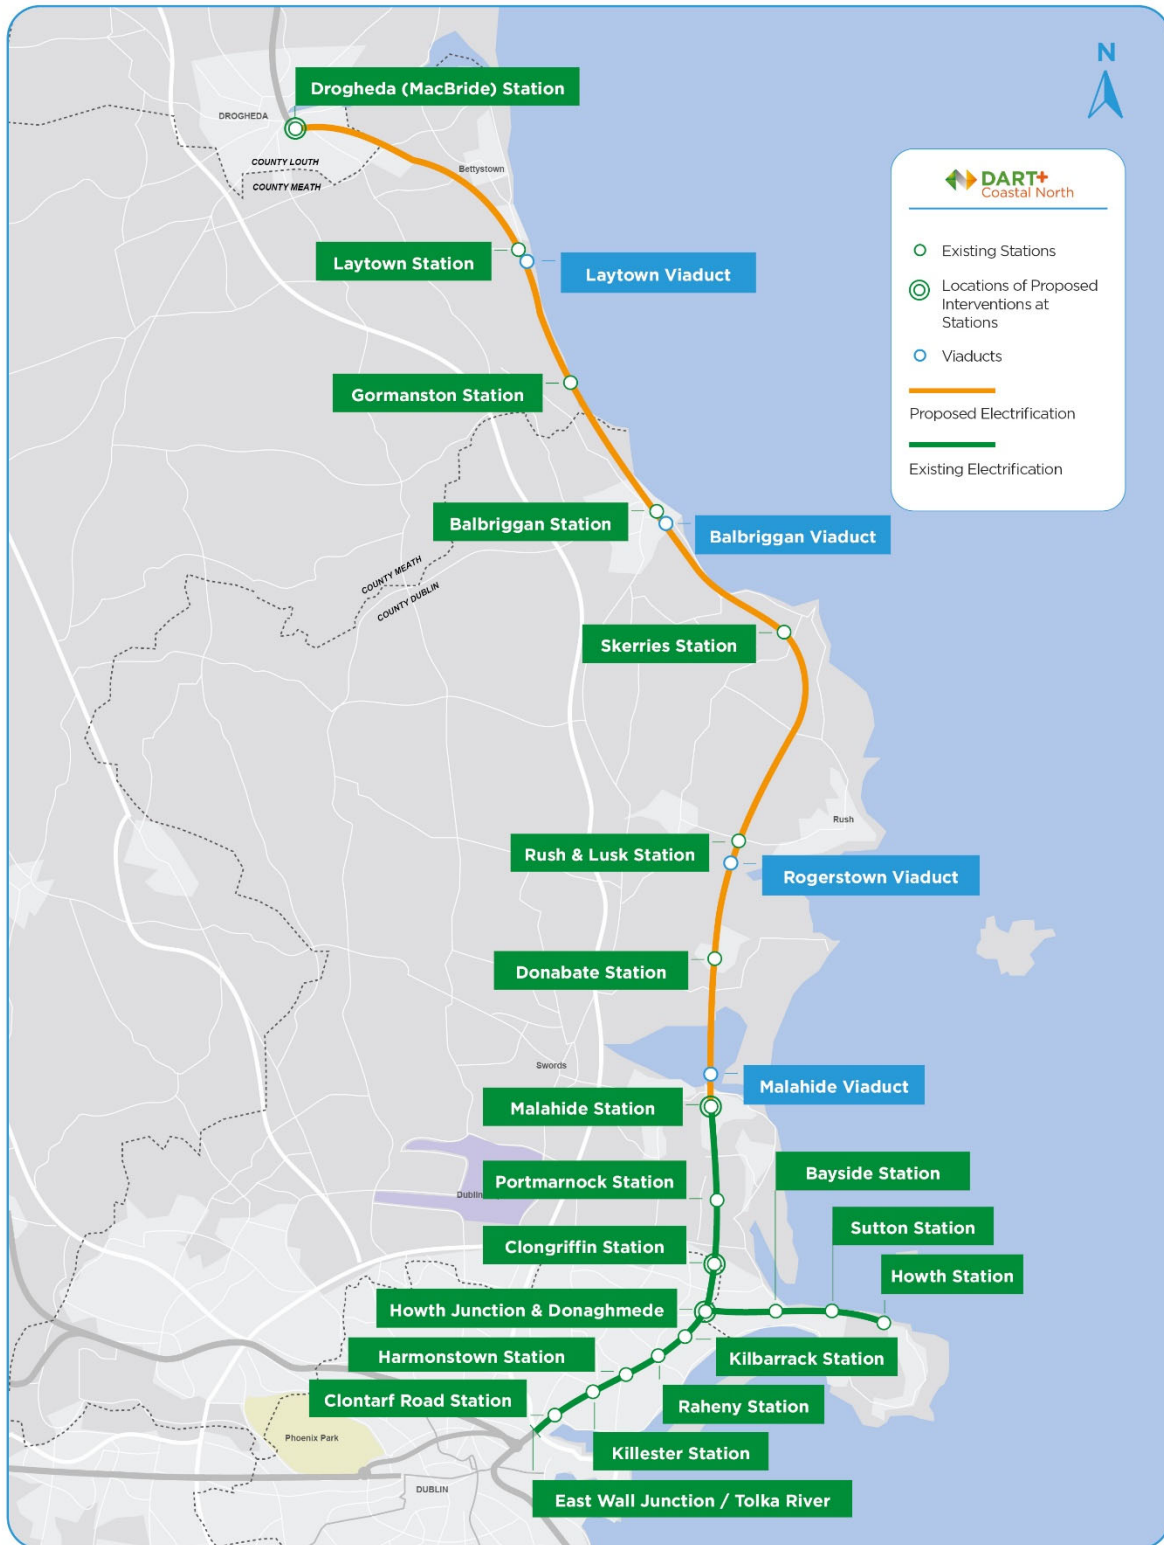 N
Drogheda (MacBride) Station
DROGHEDA
COUNTY LOUTH
COUNTY MEATH
Bettystown
DART+
Coastal North
Existing Stations
Locations of Proposed
Interventions at
Stations
Viaducts
Proposed Electrification
Existing Electrification
Laytown Station
Laytown Viaduct
Gormanston Station
Balbriggan Station
Balbriggan Viaduct
COUNTY MEATH
COUNTY DUBLIN
Skerries Station
Rush
Rush & Lusk Station
Rogerstown Viaduct
Donabate Station
Swords
Malahide Viaduct
Malahide Station
Bayside Station
Portmarnock Station
Dublin
Sutton Station
Clongriffin Station
Howth Station
Howth Junction & Donaghmede
Harmonstown Station
Kilbarrack Station
Clontarf Road Station
Raheny Station
Phoenix Park
Killester Station
DUBLIN
East Wall Junction / Tolka River